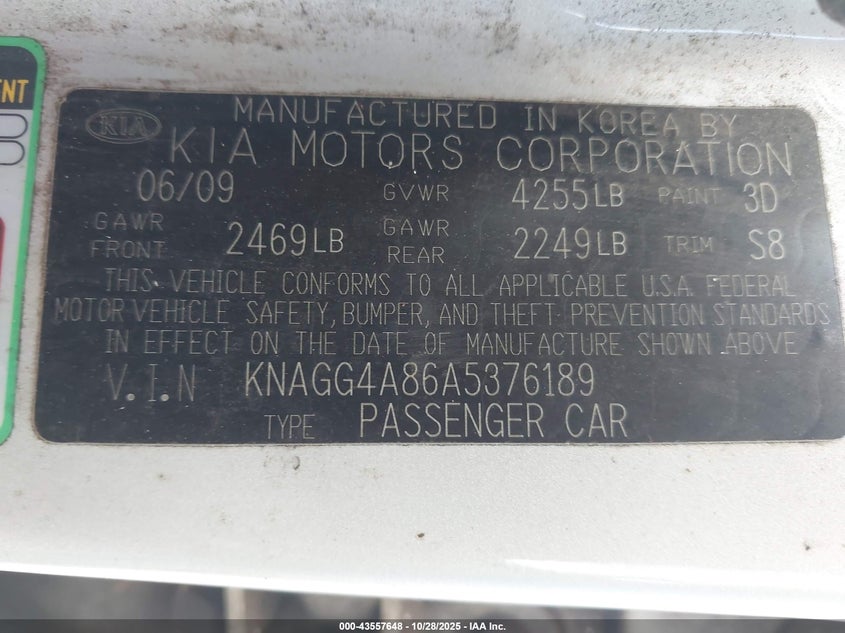 ENT
KIA
MANUFACTURED IN KOREA BY
KIA MOTORS CORPORATION
06/09 GVWR 4255LB PAINT 3D
GAWR FRONT 2469LB GAWR REAR 2249LB TRIM S8
THIS VEHICLE CONFORMS TO ALL APPLICABLE U.S.A. FEDERAL
MOTOR VEHICLE SAFETY, BUMPER, AND THEFT PREVENTION STANDARDS
IN EFFECT ON THE DATE OF MANUFACTURE SHOWN ABOVE
V.I.N KNAGG4A86A5376189
TYPE PASSENGER CAR
000-43557648 | 10/28/2025 | IAA Holdings, LLC